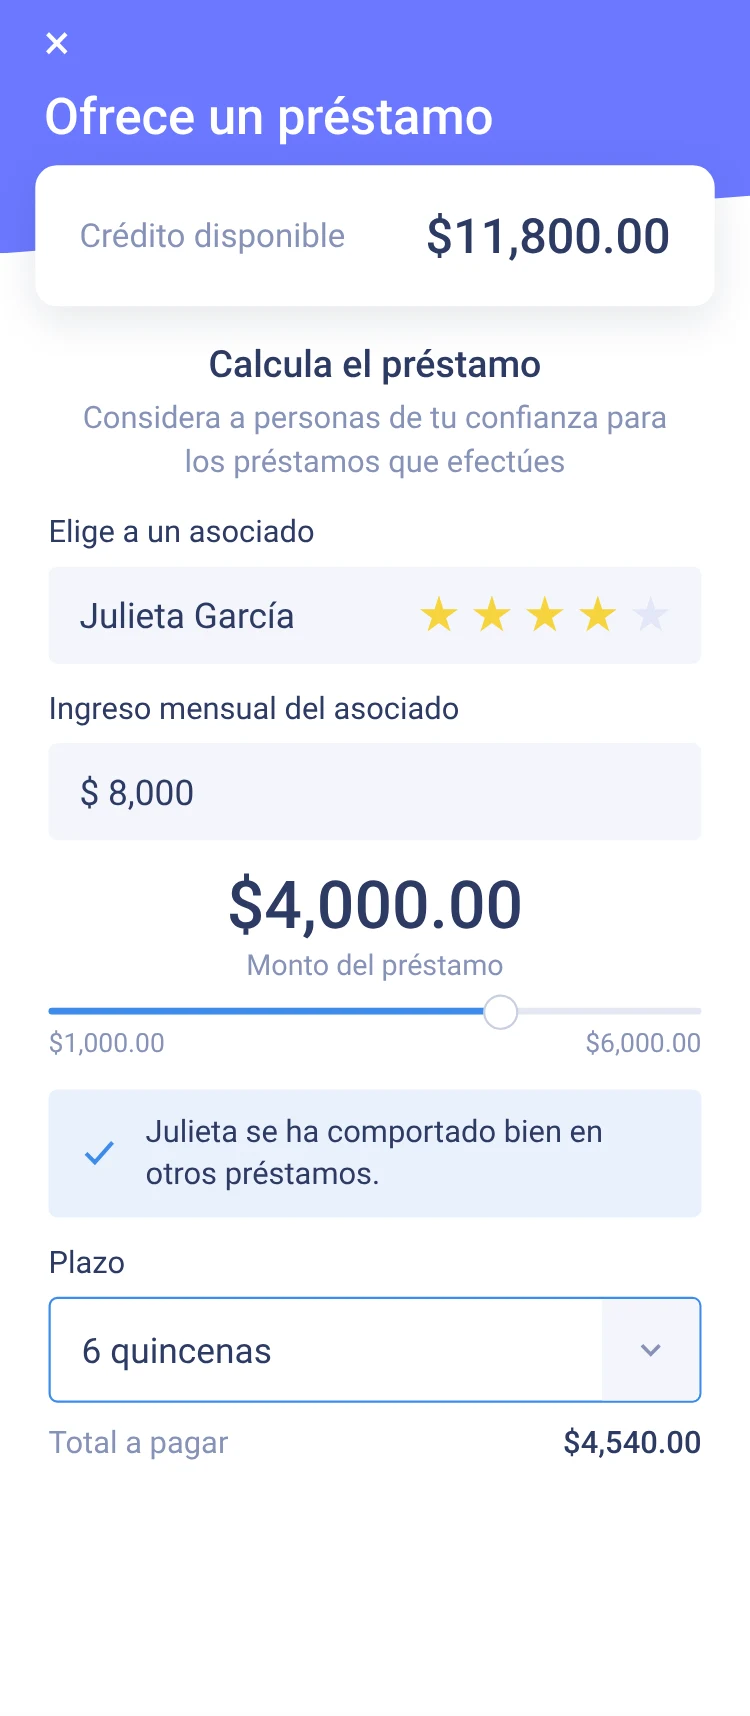 Ofrece un préstamo
Crédito disponible $11,800.00
Calcula el préstamo
Considera a personas de tu confianza para
los préstamos que efectúes
Elige a un asociado
Julieta García
Ingreso mensual del asociado
$ 8,000
$4,000.00
Monto del préstamo
$1,000.00 $6,000.00
Julieta se ha comportado bien en
otros préstamos.
Plazo
6 quincenas
Total a pagar $4,540.00